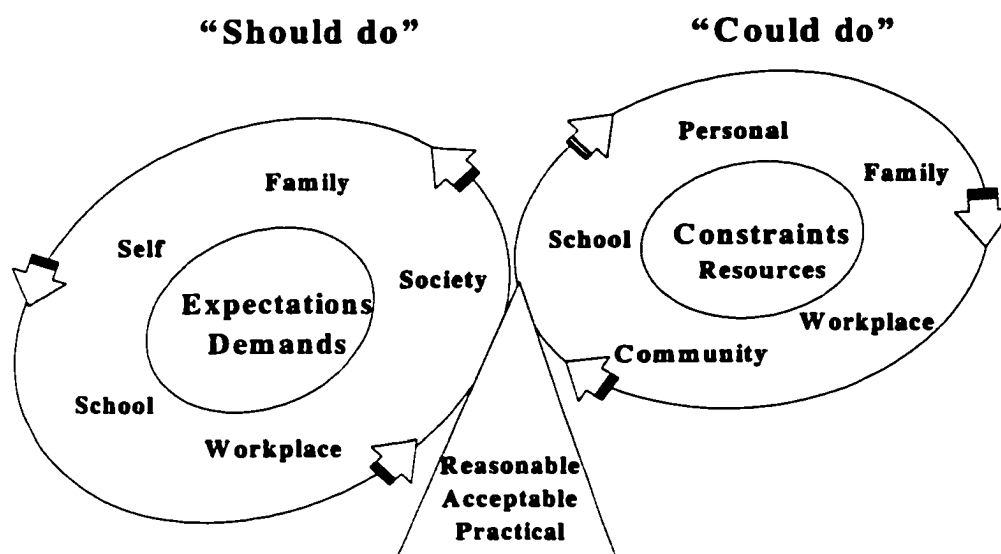 “Should do”
“Could do”
Family
Self
Society
Expectations
Demands
School
Workplace
Personal
Family
School
Constraints
Resources
Workplace
Community
Reasonable
Acceptable
Practical